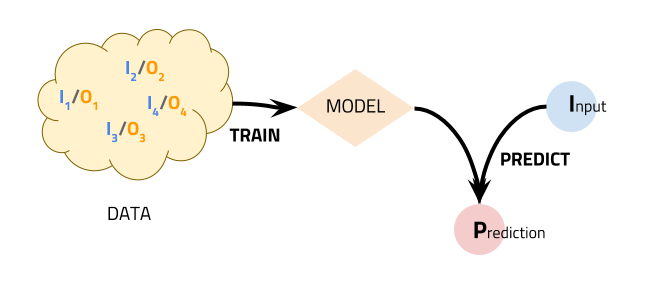 I2/O2
I1/O1
I4/O4
I3/O3
DATA
TRAIN
MODEL
Input
PREDICT
Prediction